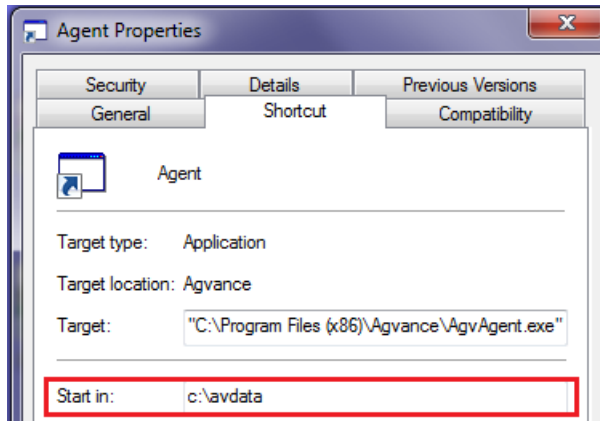 Agent Properties
Security Details Previous Versions
General Shortcut Compatibility
Agent
Target type: Application
Target location: Agvance
Target: "C:\Program Files (x86)\Agvance\AgvAgent.exe"
Start in: c:\avdata